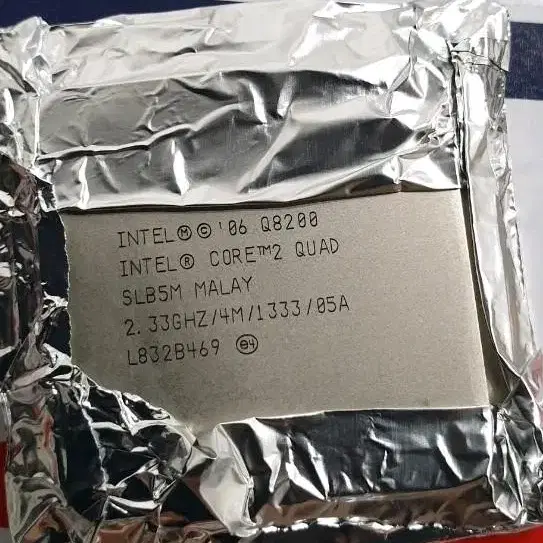 INTEL Ⓜ © '06 Q8200
INTEL® CORE™2 QUAD
SLB5M MALAY
2.33GHZ/4M/1333/05A
L832B469 e4